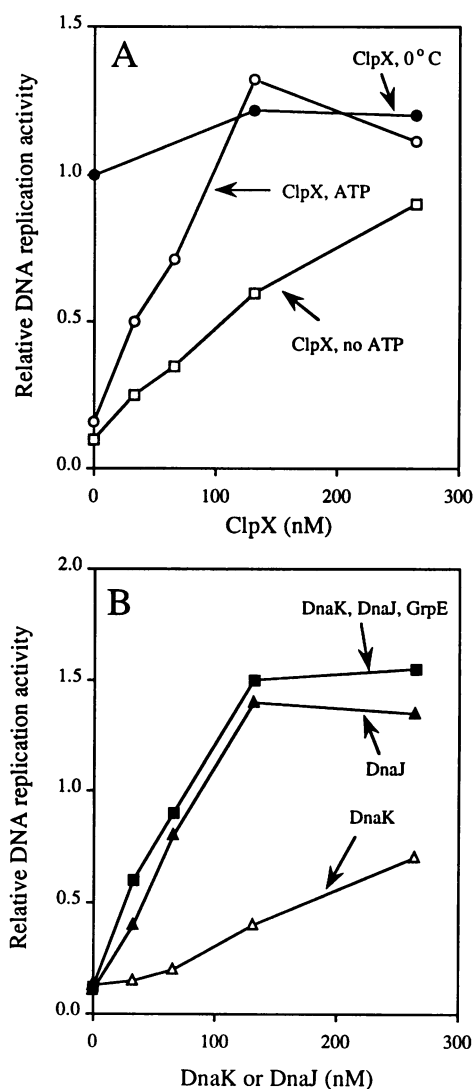 A
1.5
1.0
0.5
0.0
Relative DNA replication activity
ClpX, 0° C
ClpX, ATP
ClpX, no ATP
0
100
200
300
ClpX (nM)
B
2.0
1.5
1.0
0.5
0.0
Relative DNA replication activity
DnaK, DnaJ, GrpE
DnaJ
DnaK
0
100
200
300
DnaK or DnaJ (nM)